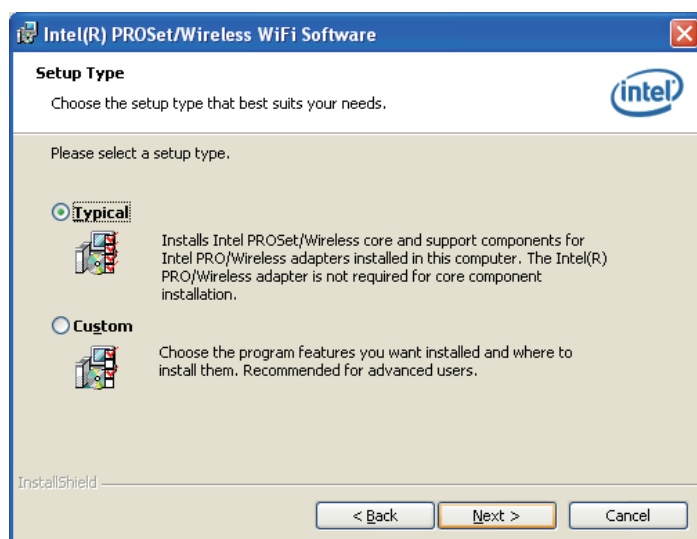 Intel(R) PROSet/Wireless WiFi Software
Setup Type
Choose the setup type that best suits your needs.
intel
Please select a setup type.
Typical
Installs Intel PROSet/Wireless core and support components for
Intel PRO/Wireless adapters installed in this computer. The Intel(R)
PRO/Wireless adapter is not required for core component
installation.
Custom
Choose the program features you want installed and where to
install them. Recommended for advanced users.
InstallShield
< Back
Next >
Cancel